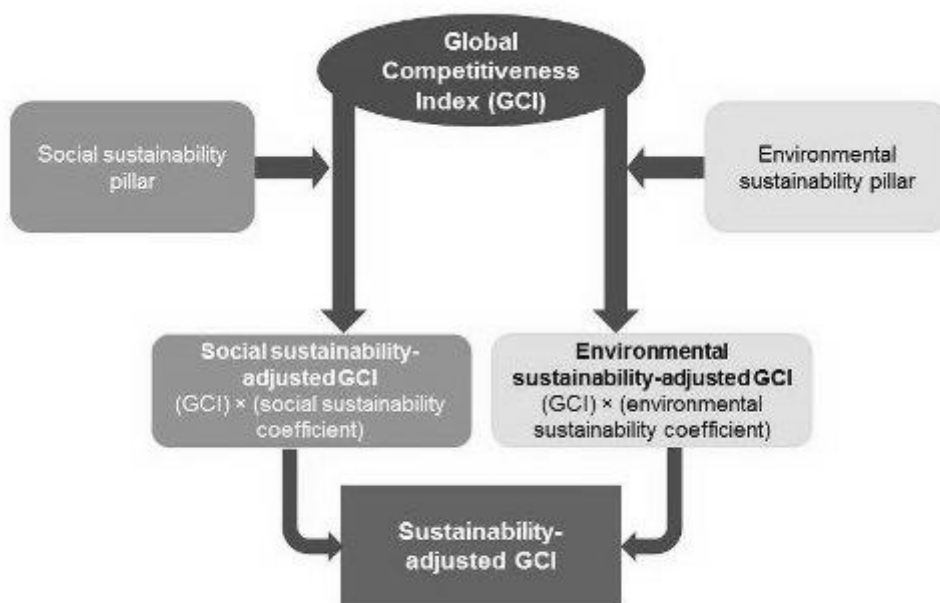 Global
Competitiveness
Index (GCI)
Social sustainability
pillar
Environmental
sustainability pillar
Social sustainability-
adjusted GCI
(GCI) × (social sustainability
coefficient)
Environmental
sustainability-adjusted GCI
(GCI) × (environmental
sustainability coefficient)
Sustainability-
adjusted GCI